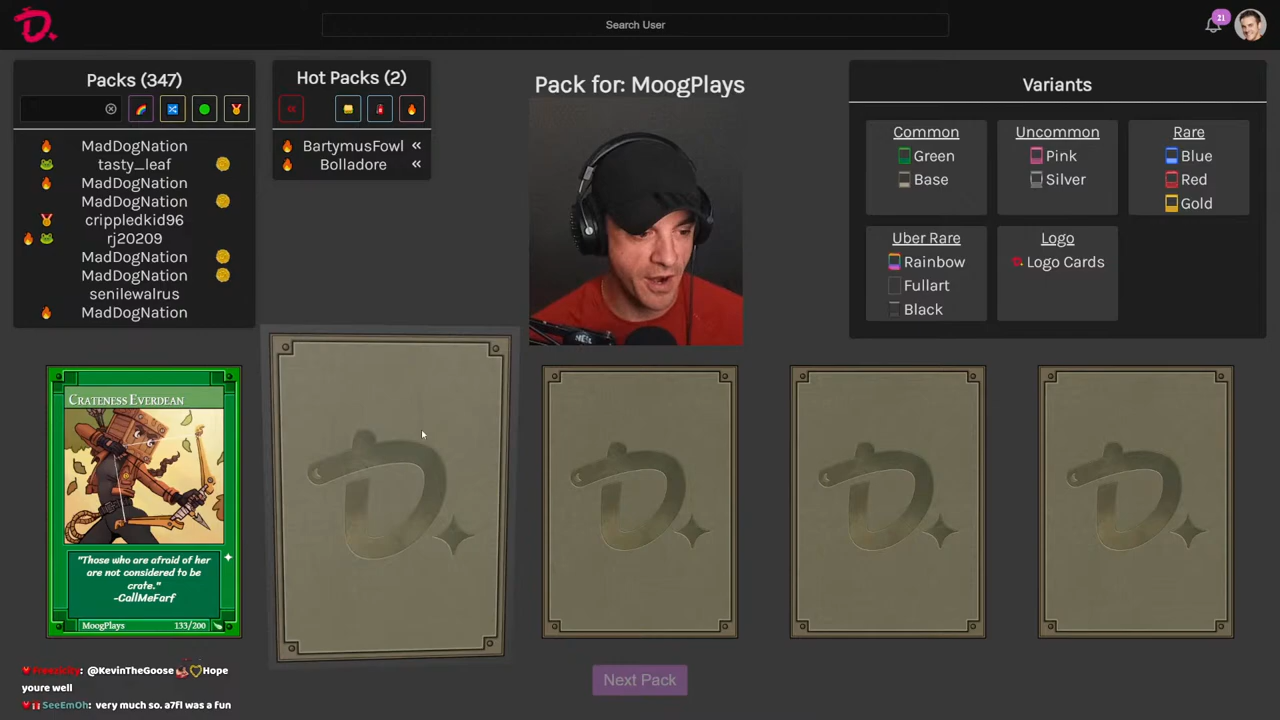 Search User
21
Packs (347)
MadDogNation
tasty_leaf
MadDogNation
MadDogNation
crippledkid96
rj20209
MadDogNation
MadDogNation
senilewalrus
MadDogNation
Hot Packs (2)
BartymusFowl
Bolladore
Pack for: MoogPlays
Variants
Common
Green
Base
Uncommon
Pink
Silver
Rare
Blue
Red
Gold
Uber Rare
Rainbow
Fullart
Black
Logo
Logo Cards
Crateness Everdean
"Those who are afraid of her
are not considered to be
crate."
-CallMeFarf
MoogPlays 133/200
Next Pack
@KevinTheGoose Hope
youre well
SeeEmOh: very much so. a7fl was a fun